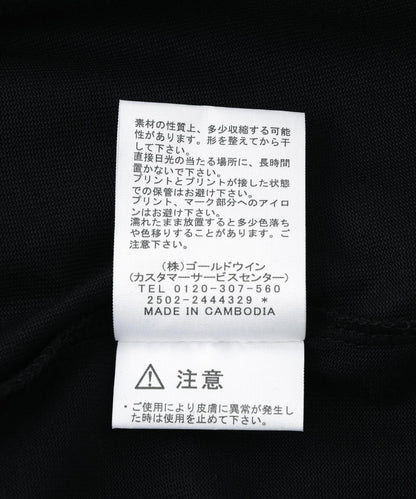 素材の性質上、多少収縮する可能
性があります。形を整えてから干
して下さい。
直接日光の当たる場所に、長時間
置かないで下さい。
プリントとプリントが接した状態
での保管はお避け下さい。
プリント、マーク部分へのアイロ
ンはお避け下さい。
濡れたまま放置すると多少色落ち
や色移りすることがあります。ご
注意下さい。
(株)ゴールドウイン
(カスタマーサービスセンター)
TEL 0120-307-560
2502-2444329 *
MADE IN CAMBODIA
⚠ 注意
・ご使用により皮膚に異常が発生し
た時は使用を止めて下さい。